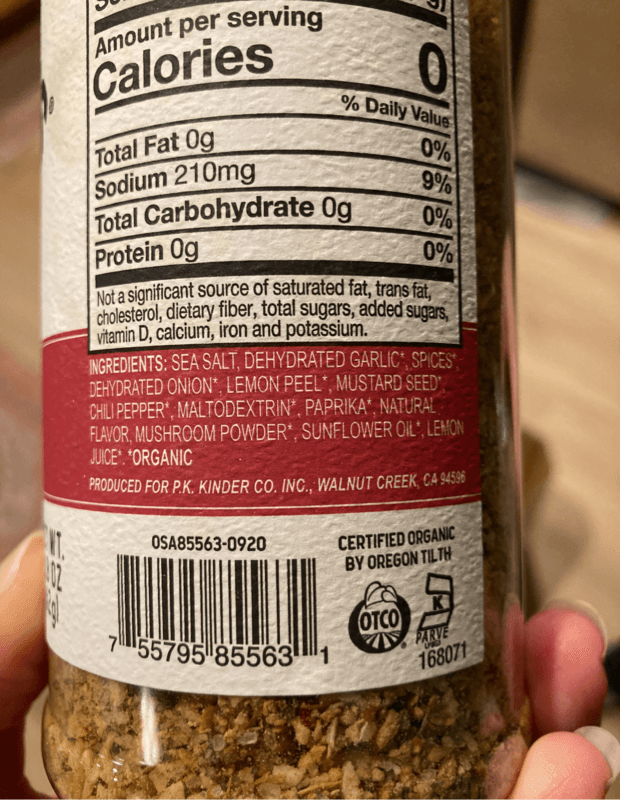 Amount per serving
Calories 0
% Daily Value
Total Fat 0g 0%
Sodium 210mg 9%
Total Carbohydrate 0g 0%
Protein 0g 0%
Not a significant source of saturated fat, trans fat,
cholesterol, dietary fiber, total sugars, added sugars,
vitamin D, calcium, iron and potassium.
INGREDIENTS: SEA SALT, DEHYDRATED GARLIC*, SPICES*,
DEHYDRATED ONION*, LEMON PEEL*, MUSTARD SEED*,
CHILI PEPPER*, MALTODEXTRIN*, PAPRIKA*, NATURAL
FLAVOR, MUSHROOM POWDER*, SUNFLOWER OIL*, LEMON
JUICE*. *ORGANIC
PRODUCED FOR P.K. KINDER CO. INC., WALNUT CREEK, CA 94596
WT.
OZ
OSA85563-0920
7 55795 85563 1
CERTIFIED ORGANIC
BY OREGON TILTH
OTCO
K
PARVE
168071